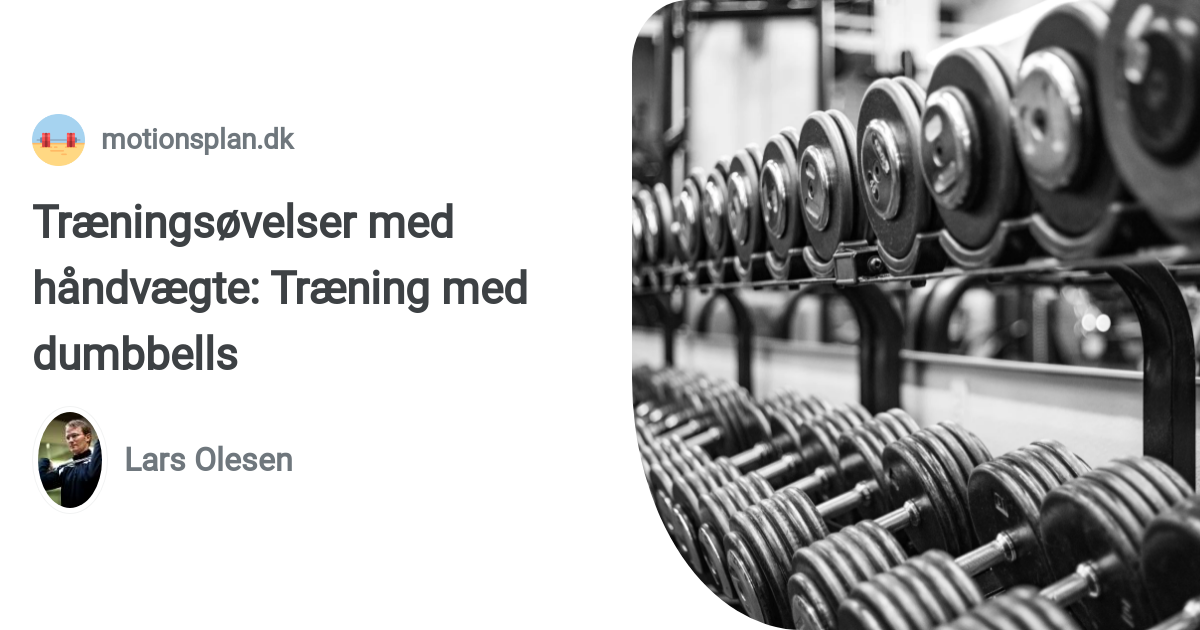 motionsplan.dk
Træningsøvelser med
håndvægte: Træning med
dumbbells
Lars Olesen